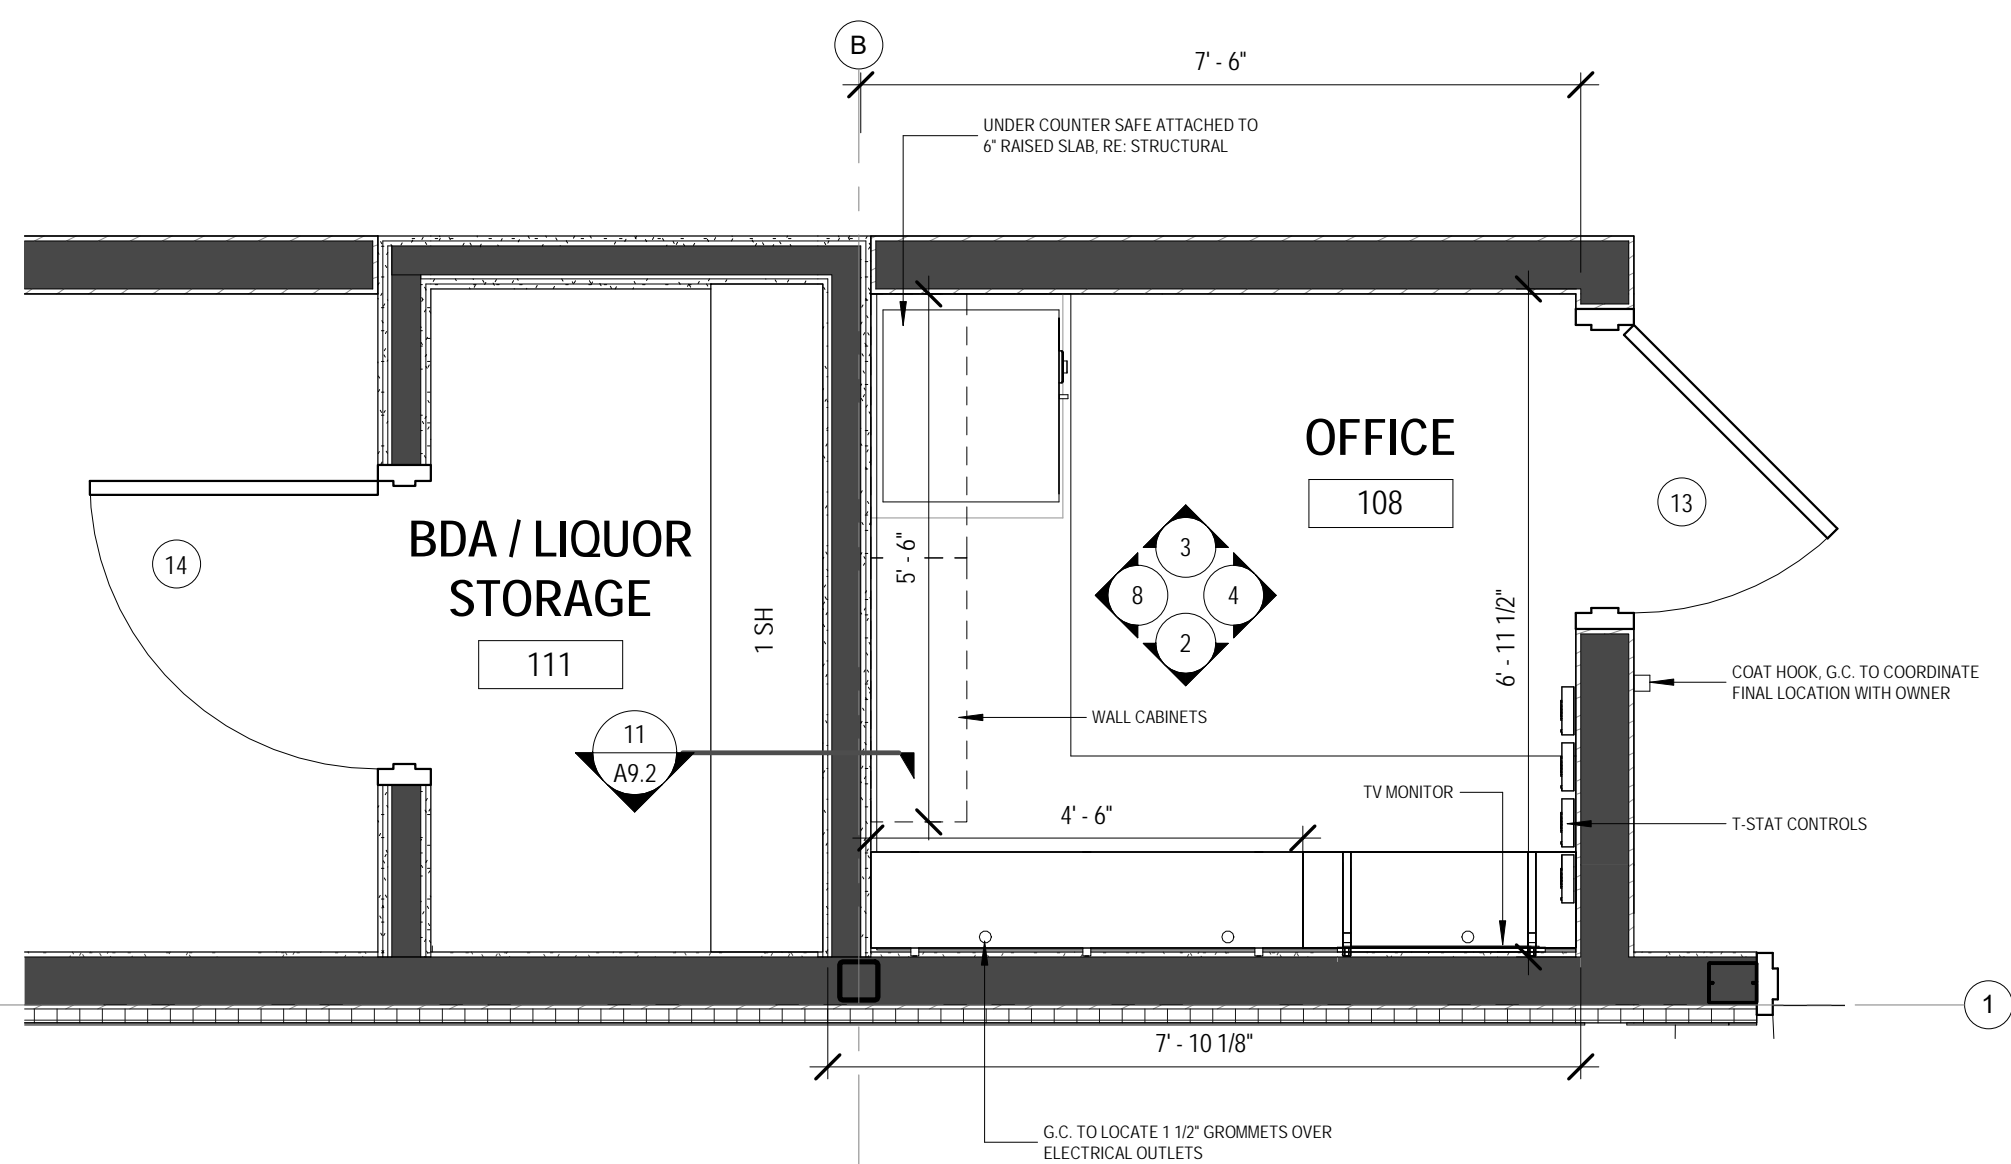 B
7' - 6"
UNDER COUNTER SAFE ATTACHED TO
6" RAISED SLAB, RE: STRUCTURAL
OFFICE
108
13
14
BDA / LIQUOR
STORAGE
111
1 SH
5' - 6"
3
8
4
2
6' - 11 1/2"
COAT HOOK, G.C. TO COORDINATE
FINAL LOCATION WITH OWNER
WALL CABINETS
11
A9.2
TV MONITOR
4' - 6"
T-STAT CONTROLS
1
7' - 10 1/8"
G.C. TO LOCATE 1 1/2" GROMMETS OVER
ELECTRICAL OUTLETS